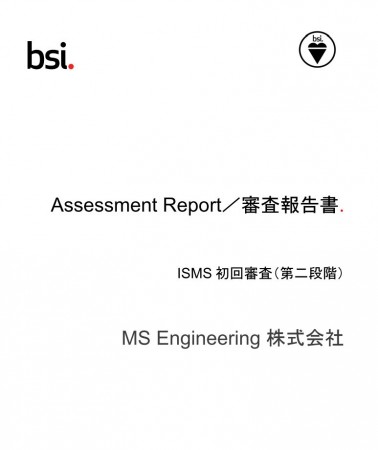 bsi.
bsi.
Assessment Report／審査報告書.
ISMS 初回審査（第二段階）
MS Engineering 株式会社